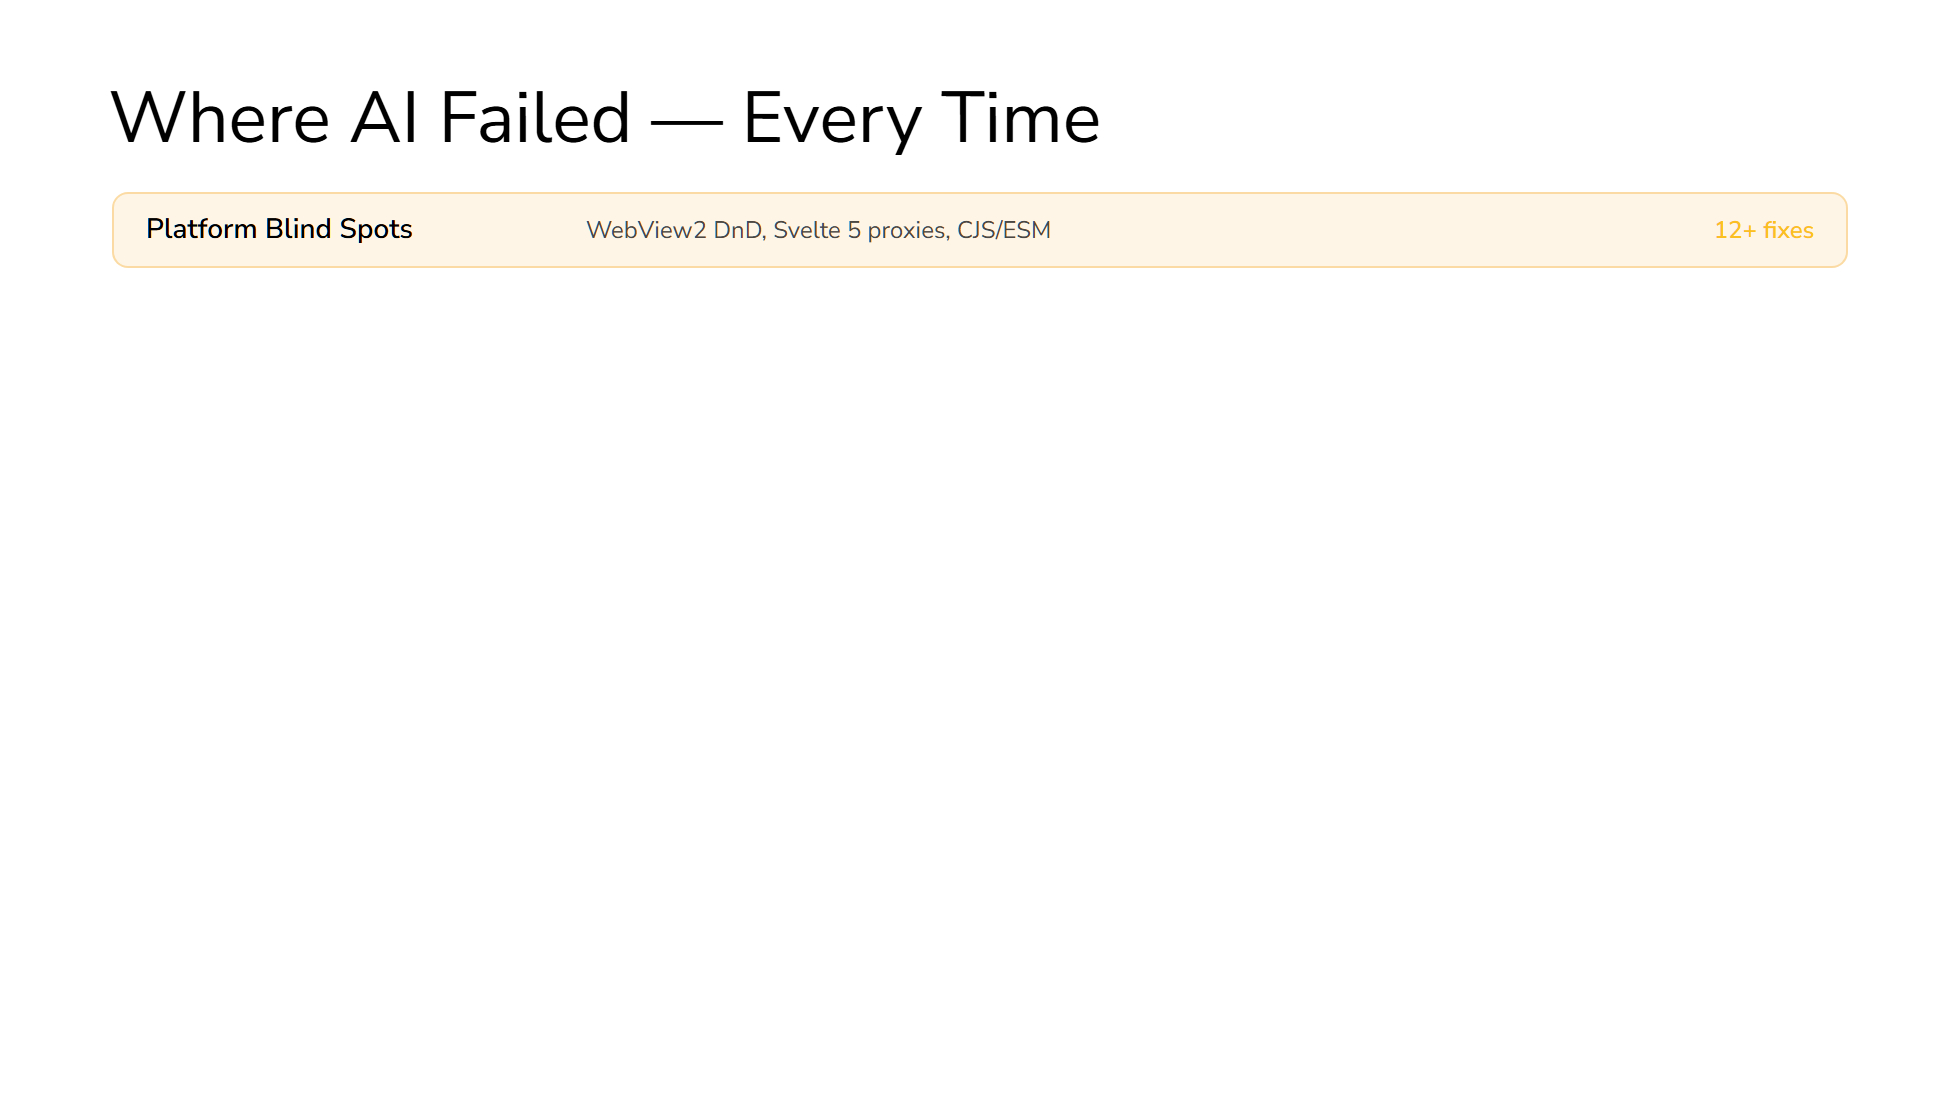 Where AI Failed — Every Time
Platform Blind Spots WebView2 DnD, Svelte 5 proxies, CJS/ESM 12+ fixes